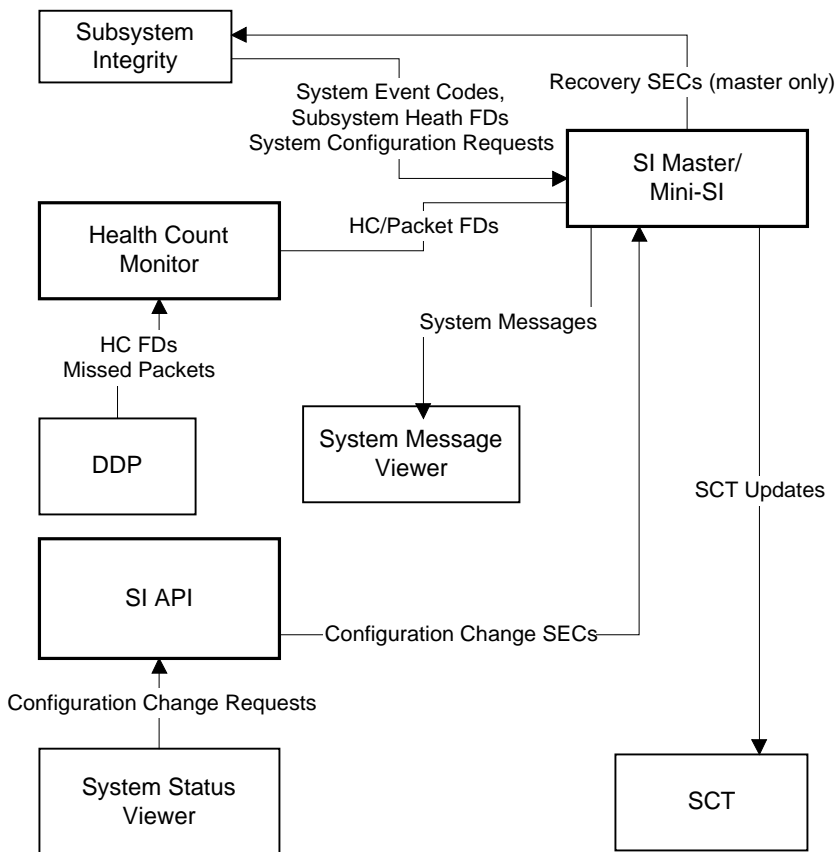 Subsystem
Integrity
Recovery SECs (master only)
System Event Codes,
Subsystem Heath FDs
System Configuration Requests
SI Master/
Mini-SI
Health Count
Monitor
HC/Packet FDs
System Messages
HC FDs
Missed Packets
System Message
Viewer
DDP
SCT Updates
SI API
Configuration Change SECs
Configuration Change Requests
System Status
Viewer
SCT